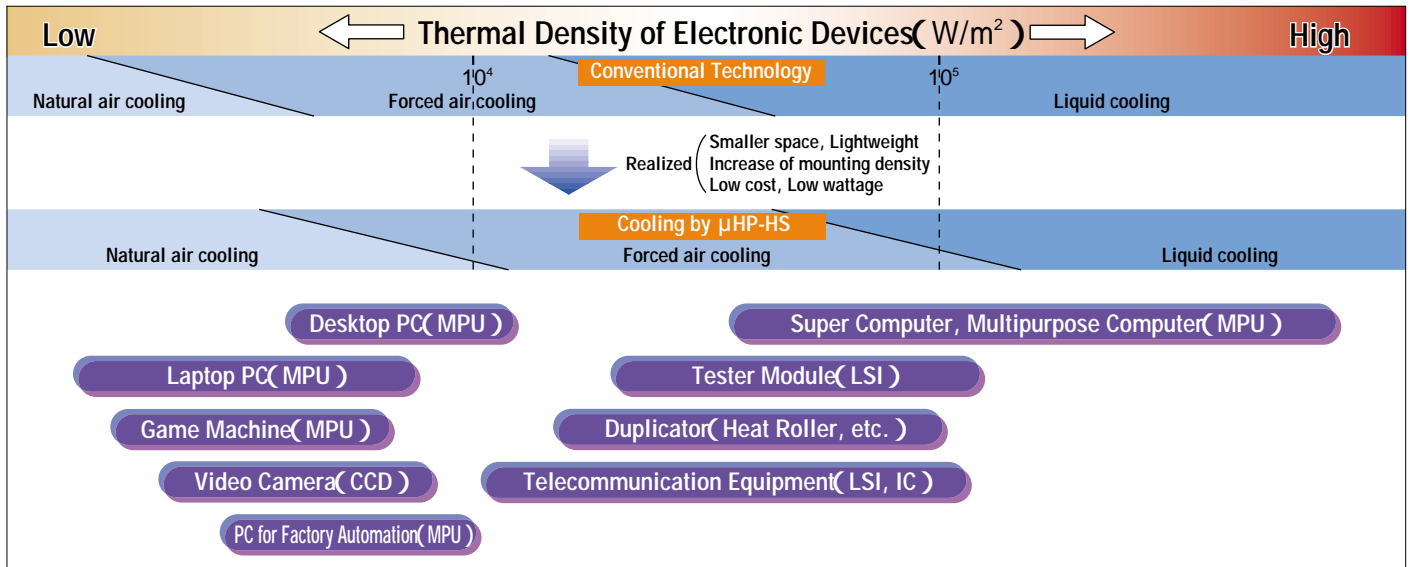 Low
Thermal Density of Electronic Devices(W/m²)
High
Conventional Technology
10⁴
10⁵
Natural air cooling
Forced air cooling
Liquid cooling
Realized
Smaller space, Lightweight
Increase of mounting density
Low cost, Low wattage
Cooling by µHP-HS
Natural air cooling
Forced air cooling
Liquid cooling
Desktop PC(MPU)
Super Computer, Multipurpose Computer(MPU)
Laptop PC(MPU)
Tester Module(LSI)
Game Machine(MPU)
Duplicator(Heat Roller, etc.)
Video Camera(CCD)
Telecommunication Equipment(LSI, IC)
PC for Factory Automation(MPU)